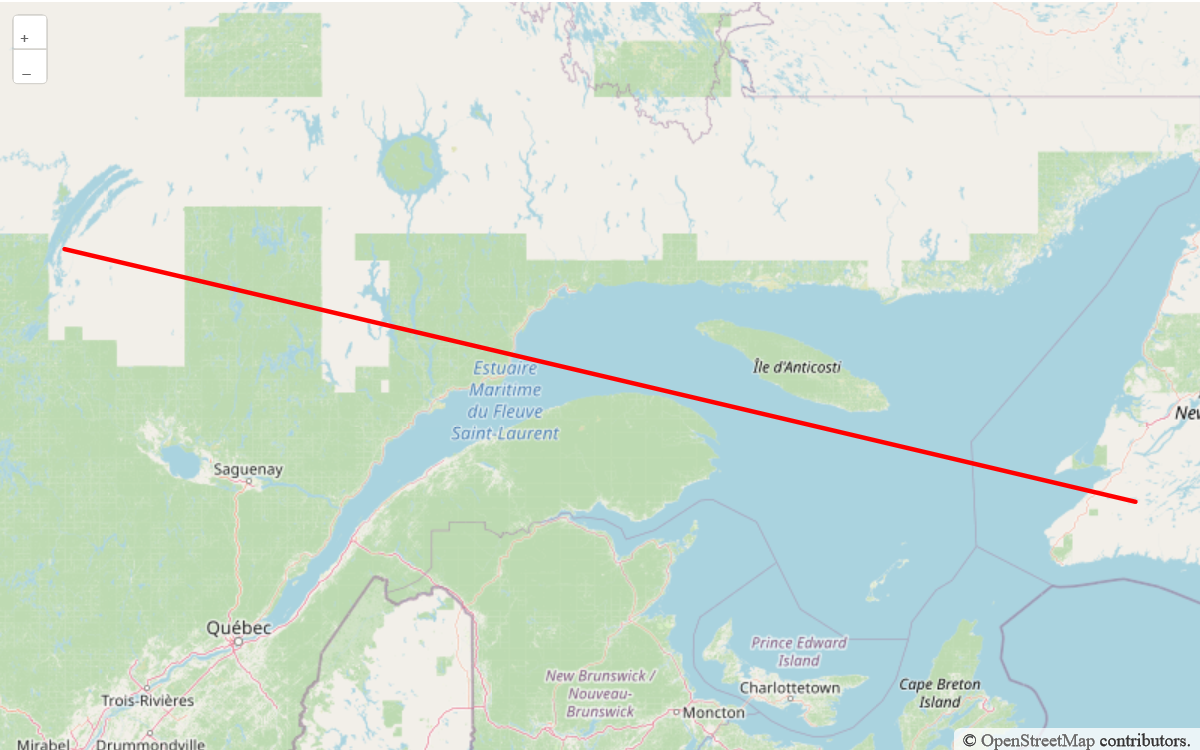 +
–
Île d'Anticosti
Estuaire
Maritime
du Fleuve
Saint-Laurent
Saguenay
Québec
Prince Edward
Island
New Brunswick /
Nouveau-
Brunswick
Charlottetown
Cape Breton
Island
Trois-Rivières
Moncton
Mirabel
Drummondville
New
© OpenStreetMap contributors.